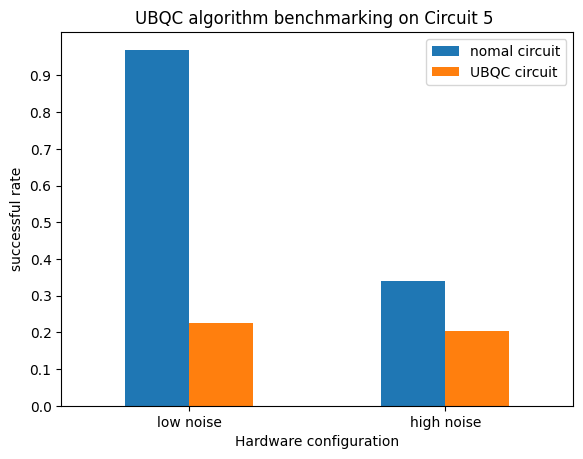 UBQC algorithm benchmarking on Circuit 5
nomal circuit
UBQC circuit
successful rate
0.9
0.8
0.7
0.6
0.5
0.4
0.3
0.2
0.1
0.0
low noise
high noise
Hardware configuration